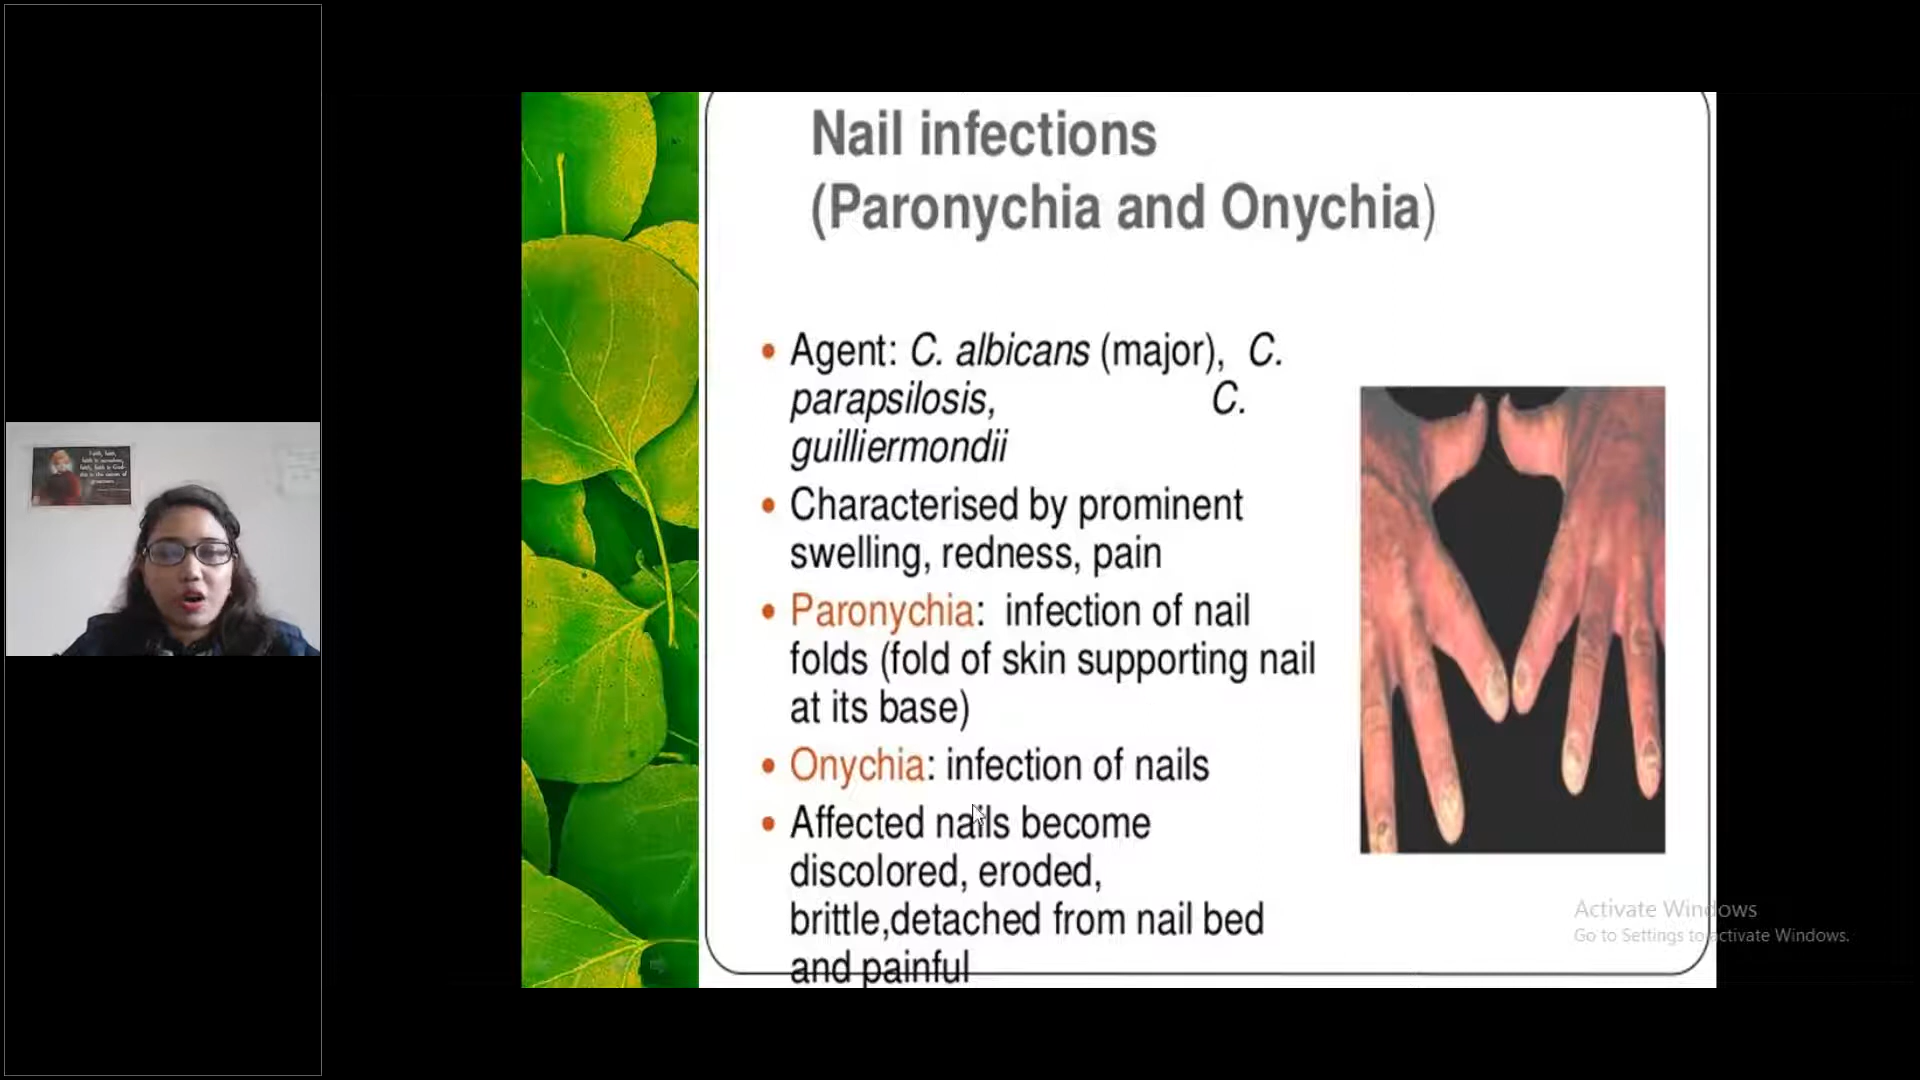 Nail infections
(Paronychia and Onychia)
• Agent: C. albicans (major), C.
parapsilosis, C.
guilliermondii
• Characterised by prominent
swelling, redness, pain
• Paronychia: infection of nail
folds (fold of skin supporting nail
at its base)
• Onychia: infection of nails
• Affected nails become
discolored, eroded,
brittle,detached from nail bed
and painful
Activate Windows
Go to Settings to activate Windows.